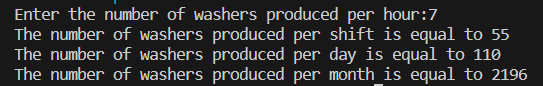 Enter the number of washers produced per hour:7
The number of washers produced per shift is equal to 55
The number of washers produced per day is equal to 110
The number of washers produced per month is equal to 2196